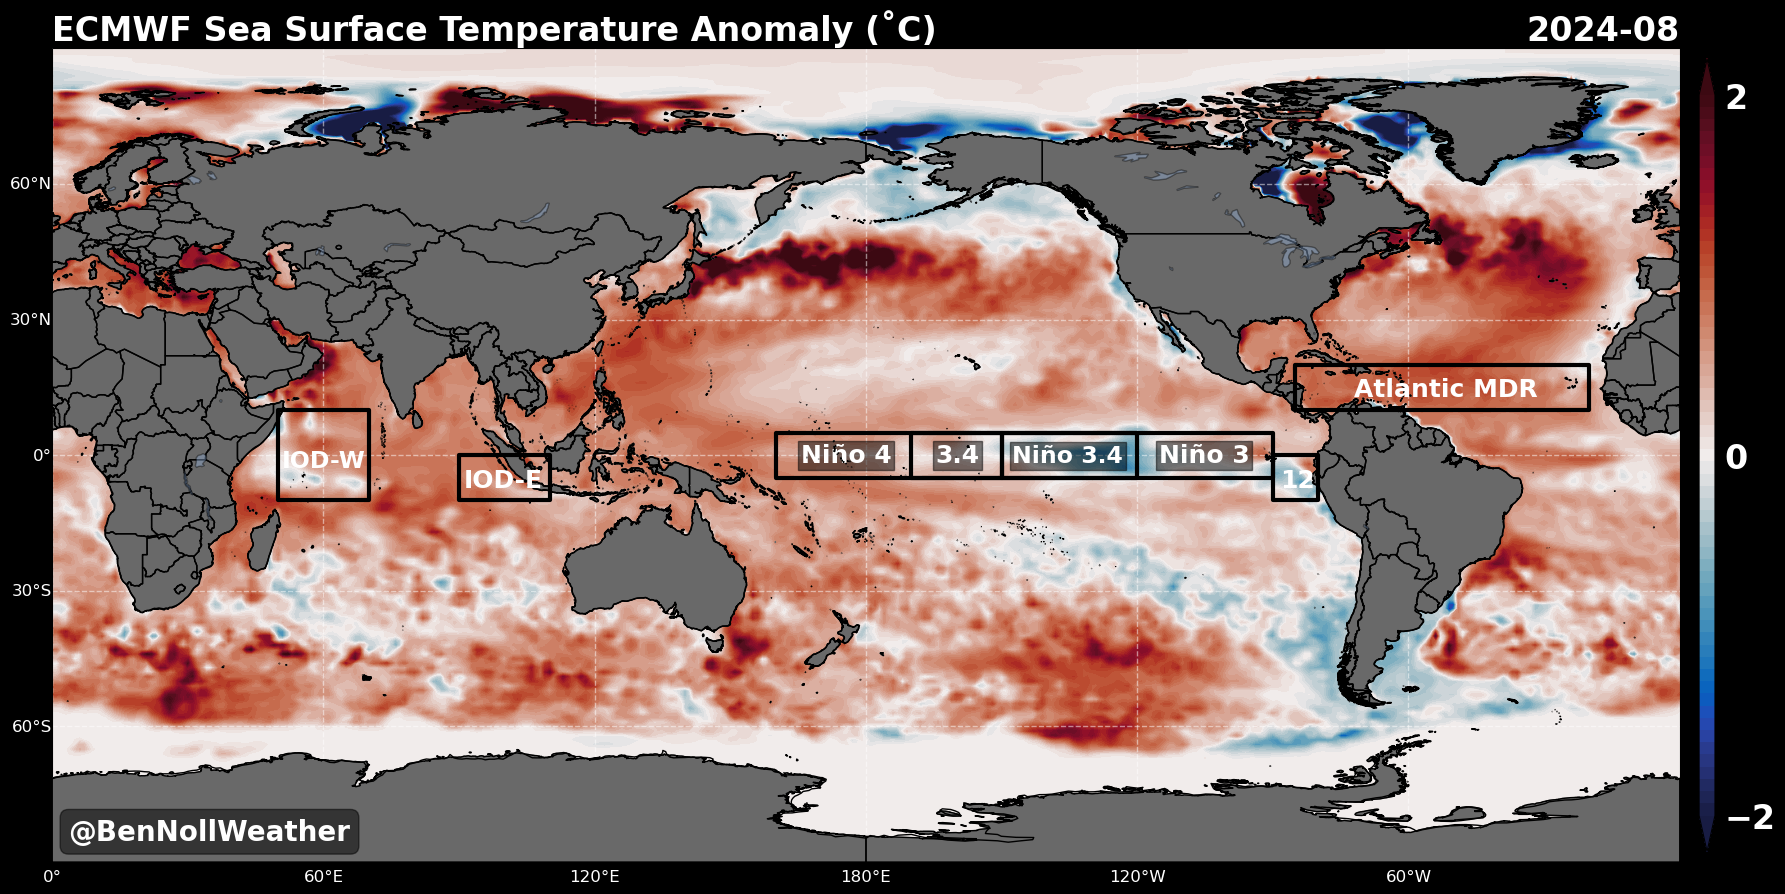 ECMWF Sea Surface Temperature Anomaly (˚C)
2024-08
2
60°N
30°N
Atlantic MDR
0°
IOD-W
IOD-E
Niño 4
3.4
Niño 3.4
Niño 3
12
0
30°S
60°S
−2
@BenNollWeather
0°
60°E
120°E
180°E
120°W
60°W